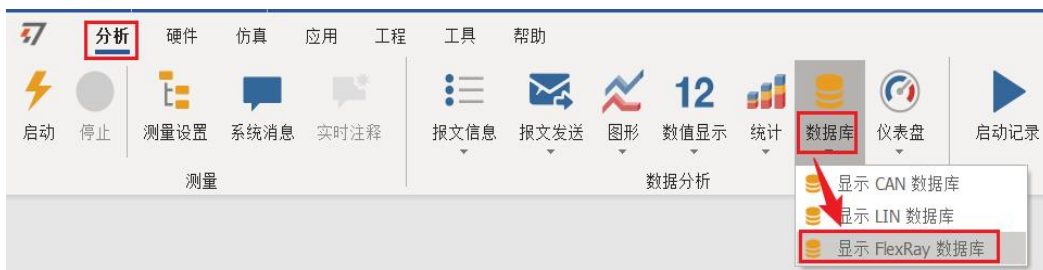 分析 硬件 仿真 应用 工程 工具 帮助
12
启动 停止 测量设置 系统消息 实时注释 报文信息 报文发送 图形 数值显示 统计 数据库 仪表盘 启动记录
测量 数据分析
显示 CAN 数据库
显示 LIN 数据库
显示 FlexRay 数据库